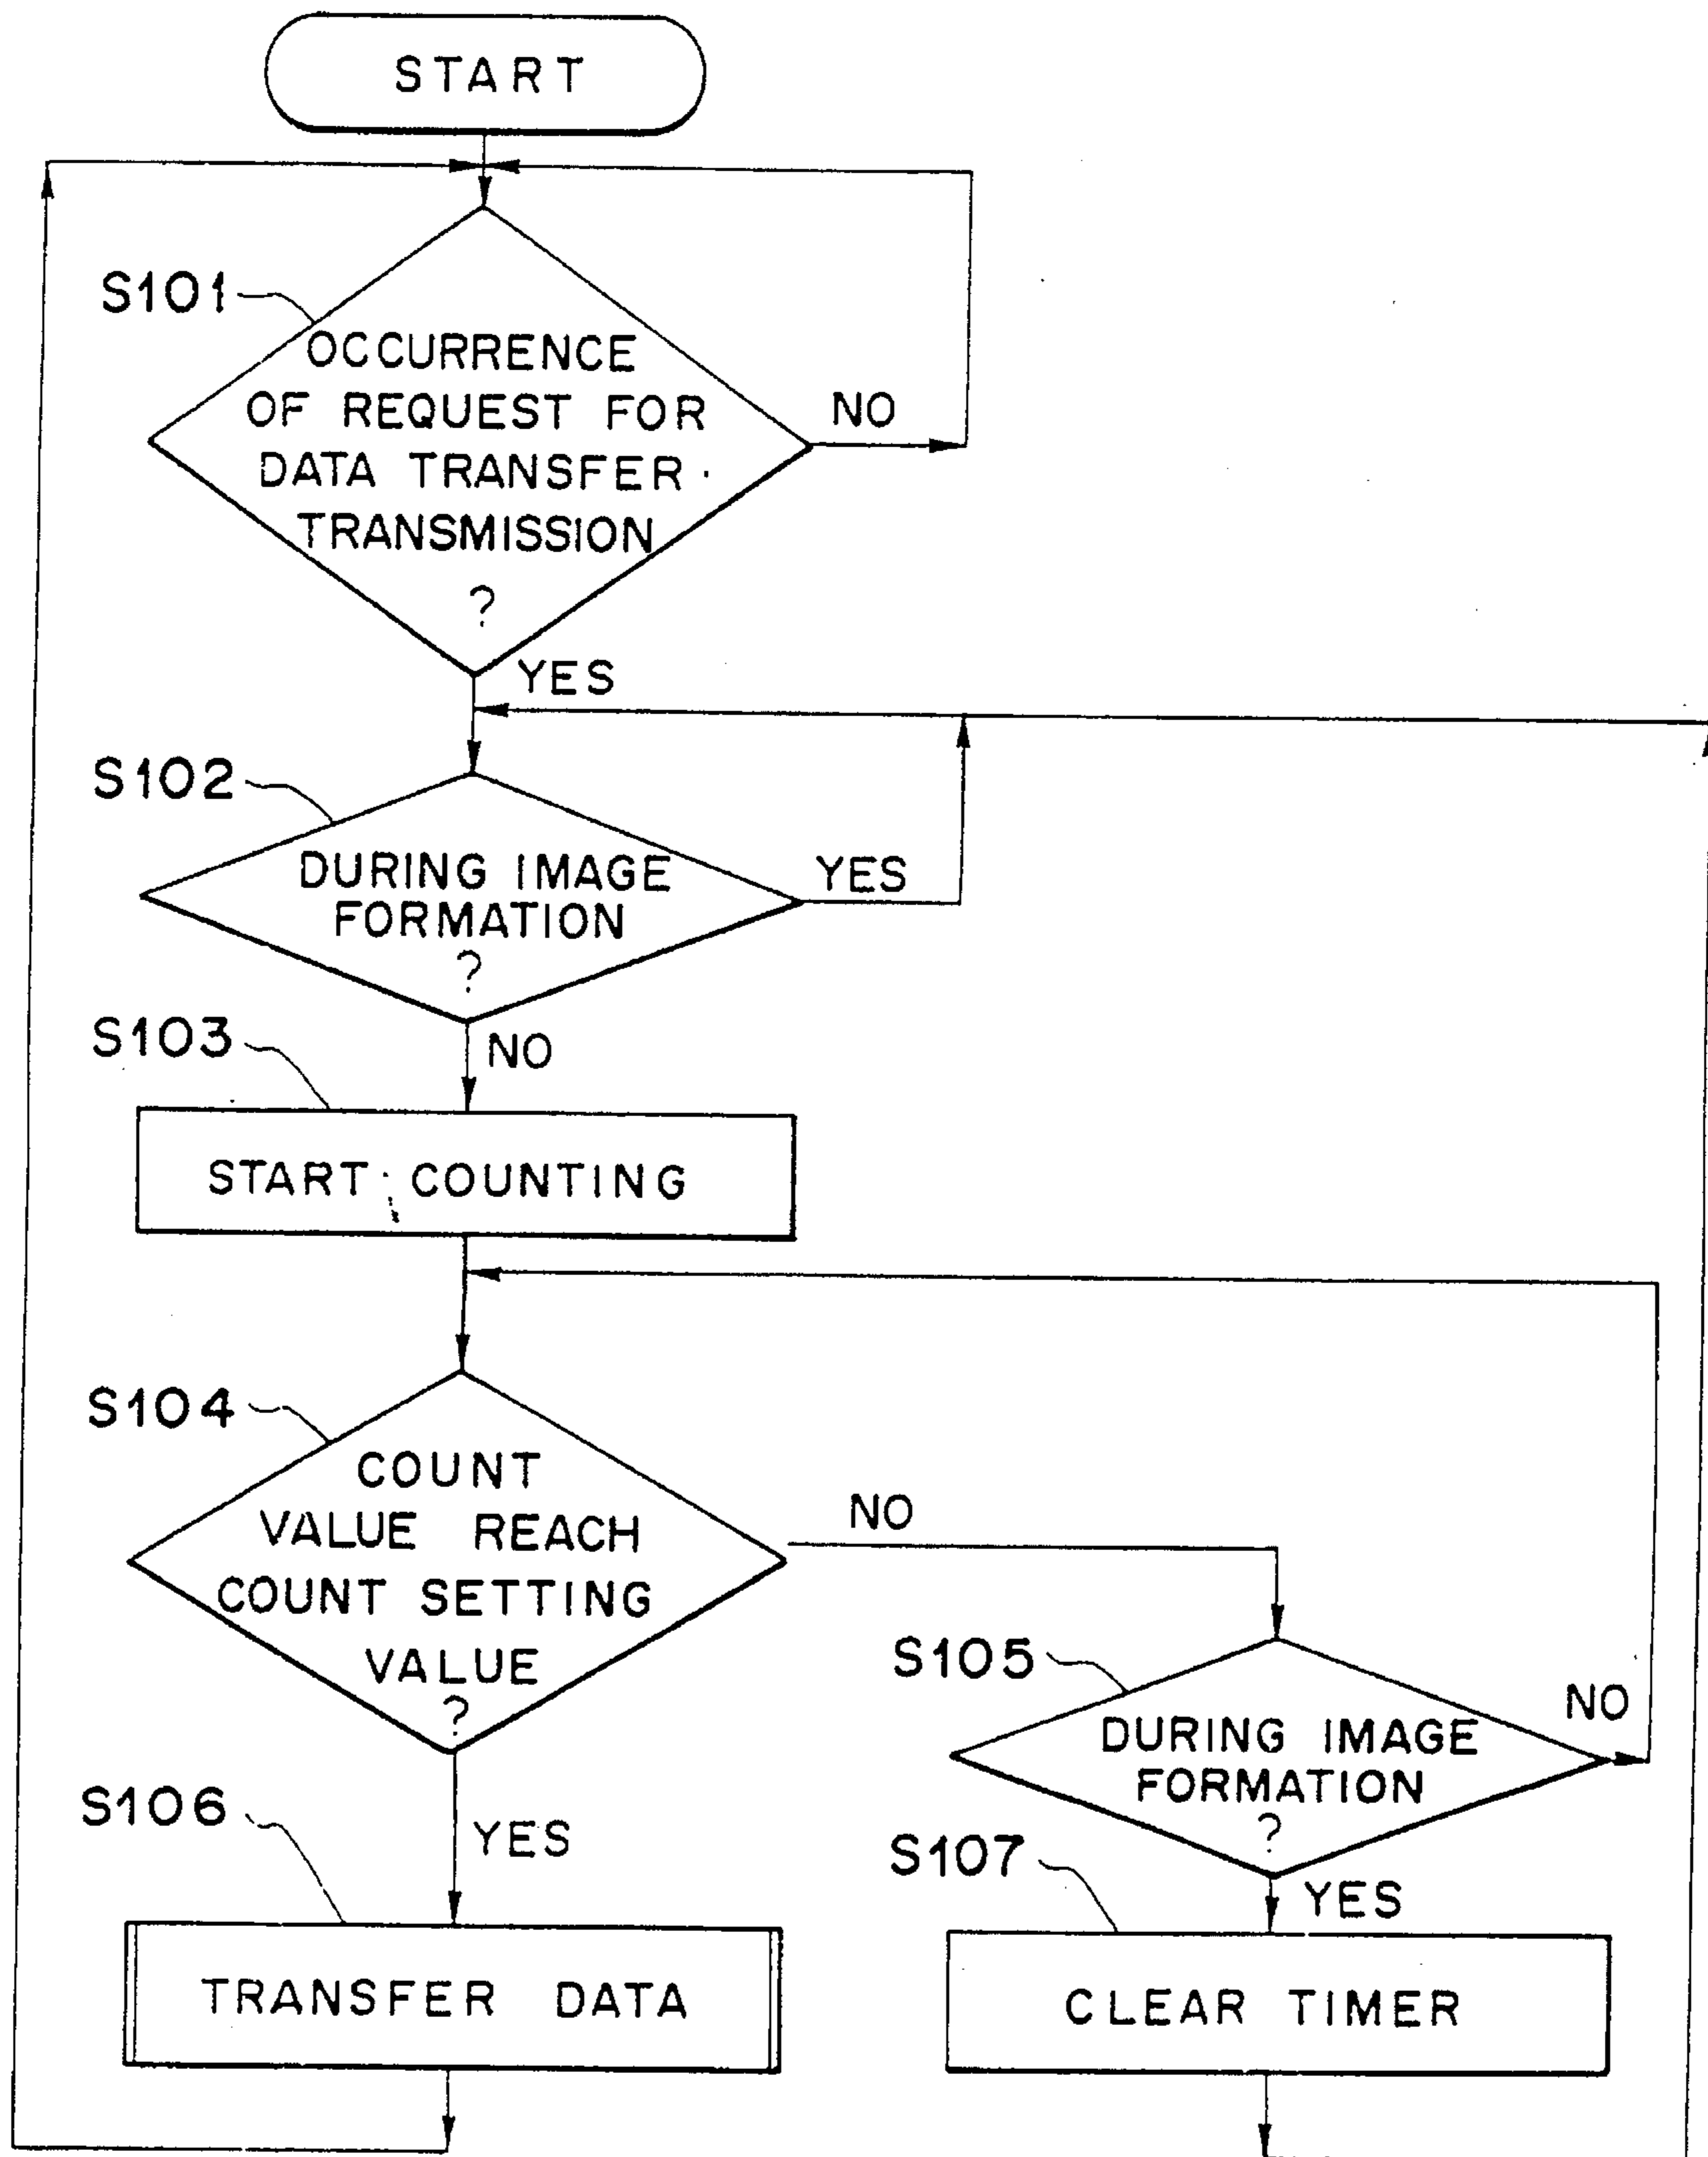 START
S101
OCCURRENCE
OF REQUEST FOR
DATA TRANSFER
TRANSMISSION
?
NO
YES
S102
DURING IMAGE
FORMATION
?
YES
S103
NO
START COUNTING
S104
COUNT
VALUE REACH
COUNT SETTING
VALUE
?
NO
S105
DURING IMAGE
FORMATION
?
NO
S106
YES
S107
YES
TRANSFER DATA
CLEAR TIMER